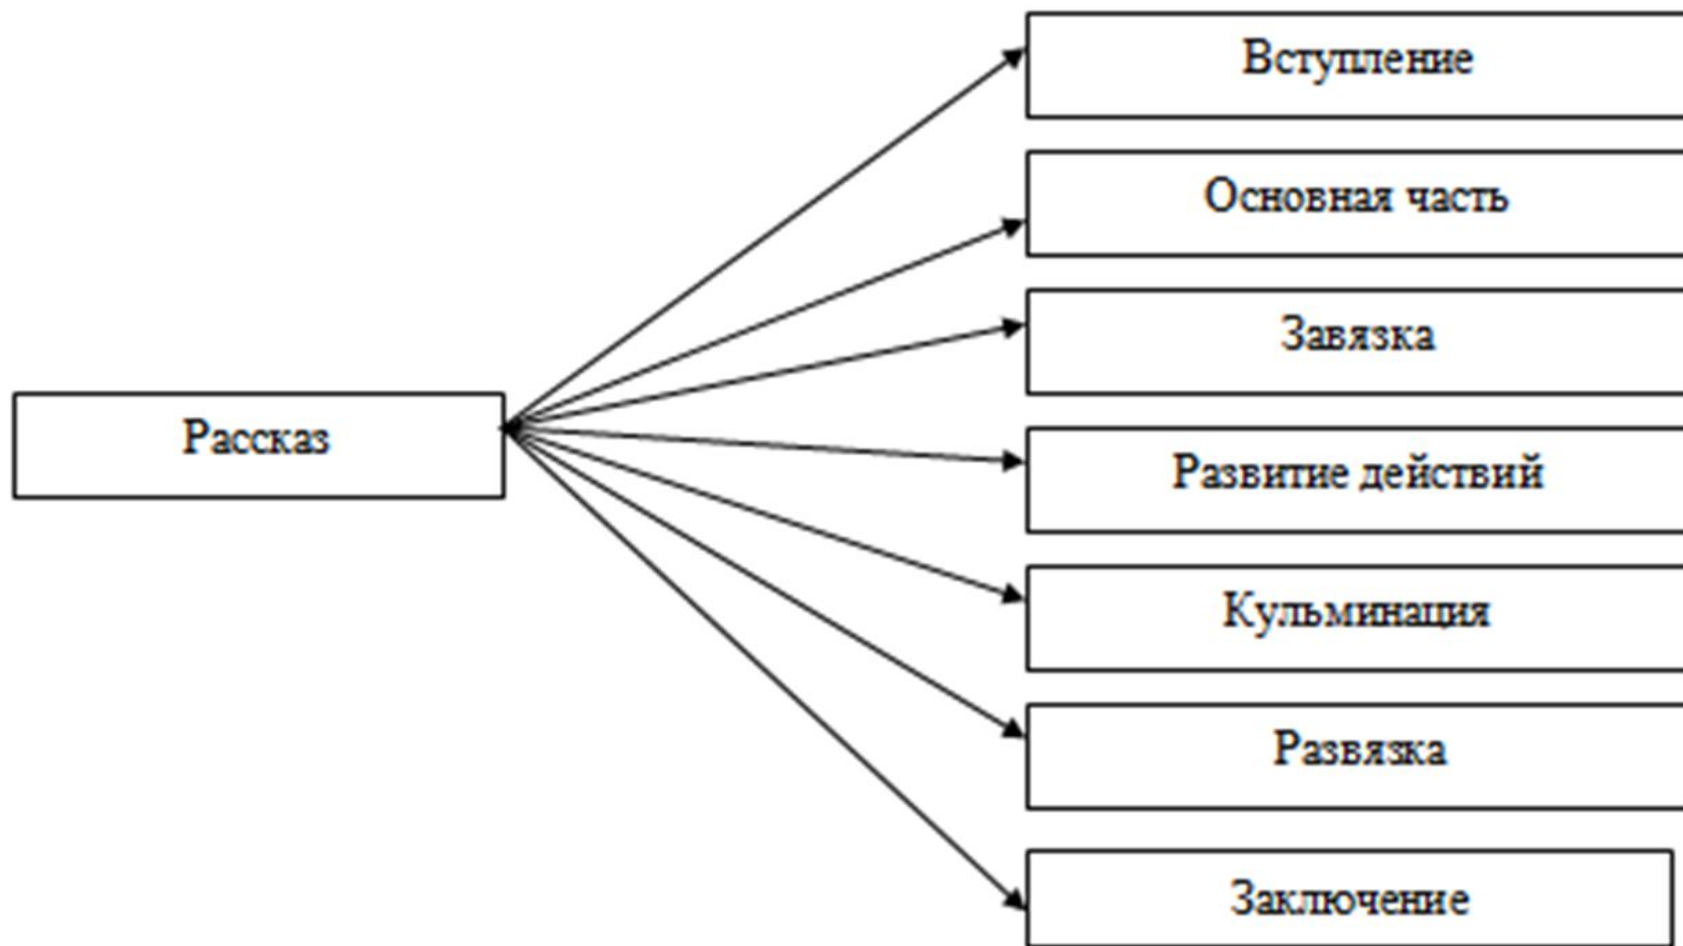 Вступление
Основная часть
Завязка
Рассказ
Развитие действий
Кульминация
Развязка
Заключение